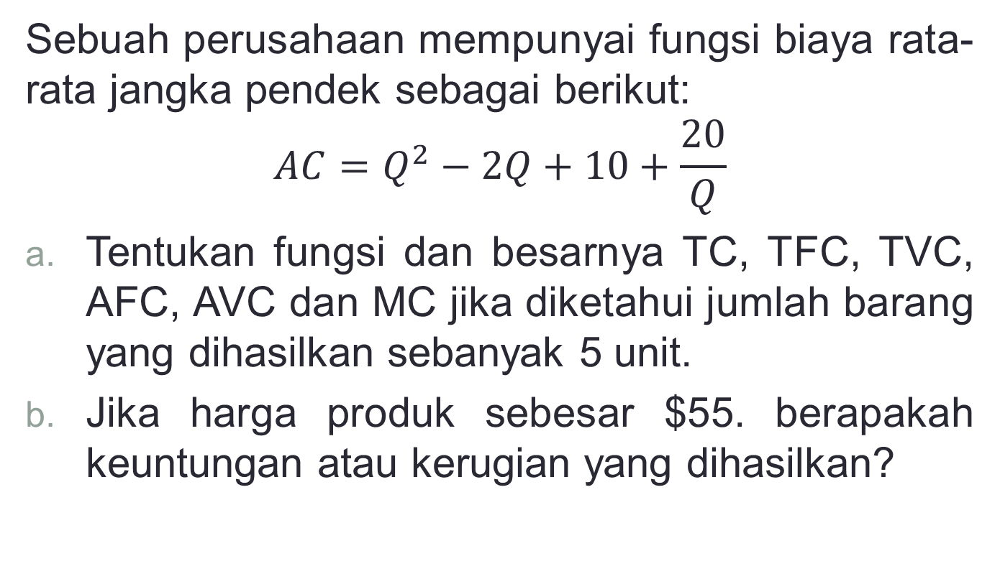 Sebuah perusahaan mempunyai fungsi biaya rata-
rata jangka pendek sebagai berikut:
AC = Q² − 2Q + 10 + 20/Q
a. Tentukan fungsi dan besarnya TC, TFC, TVC,
AFC, AVC dan MC jika diketahui jumlah barang
yang dihasilkan sebanyak 5 unit.
b. Jika harga produk sebesar $55. berapakah
keuntungan atau kerugian yang dihasilkan?